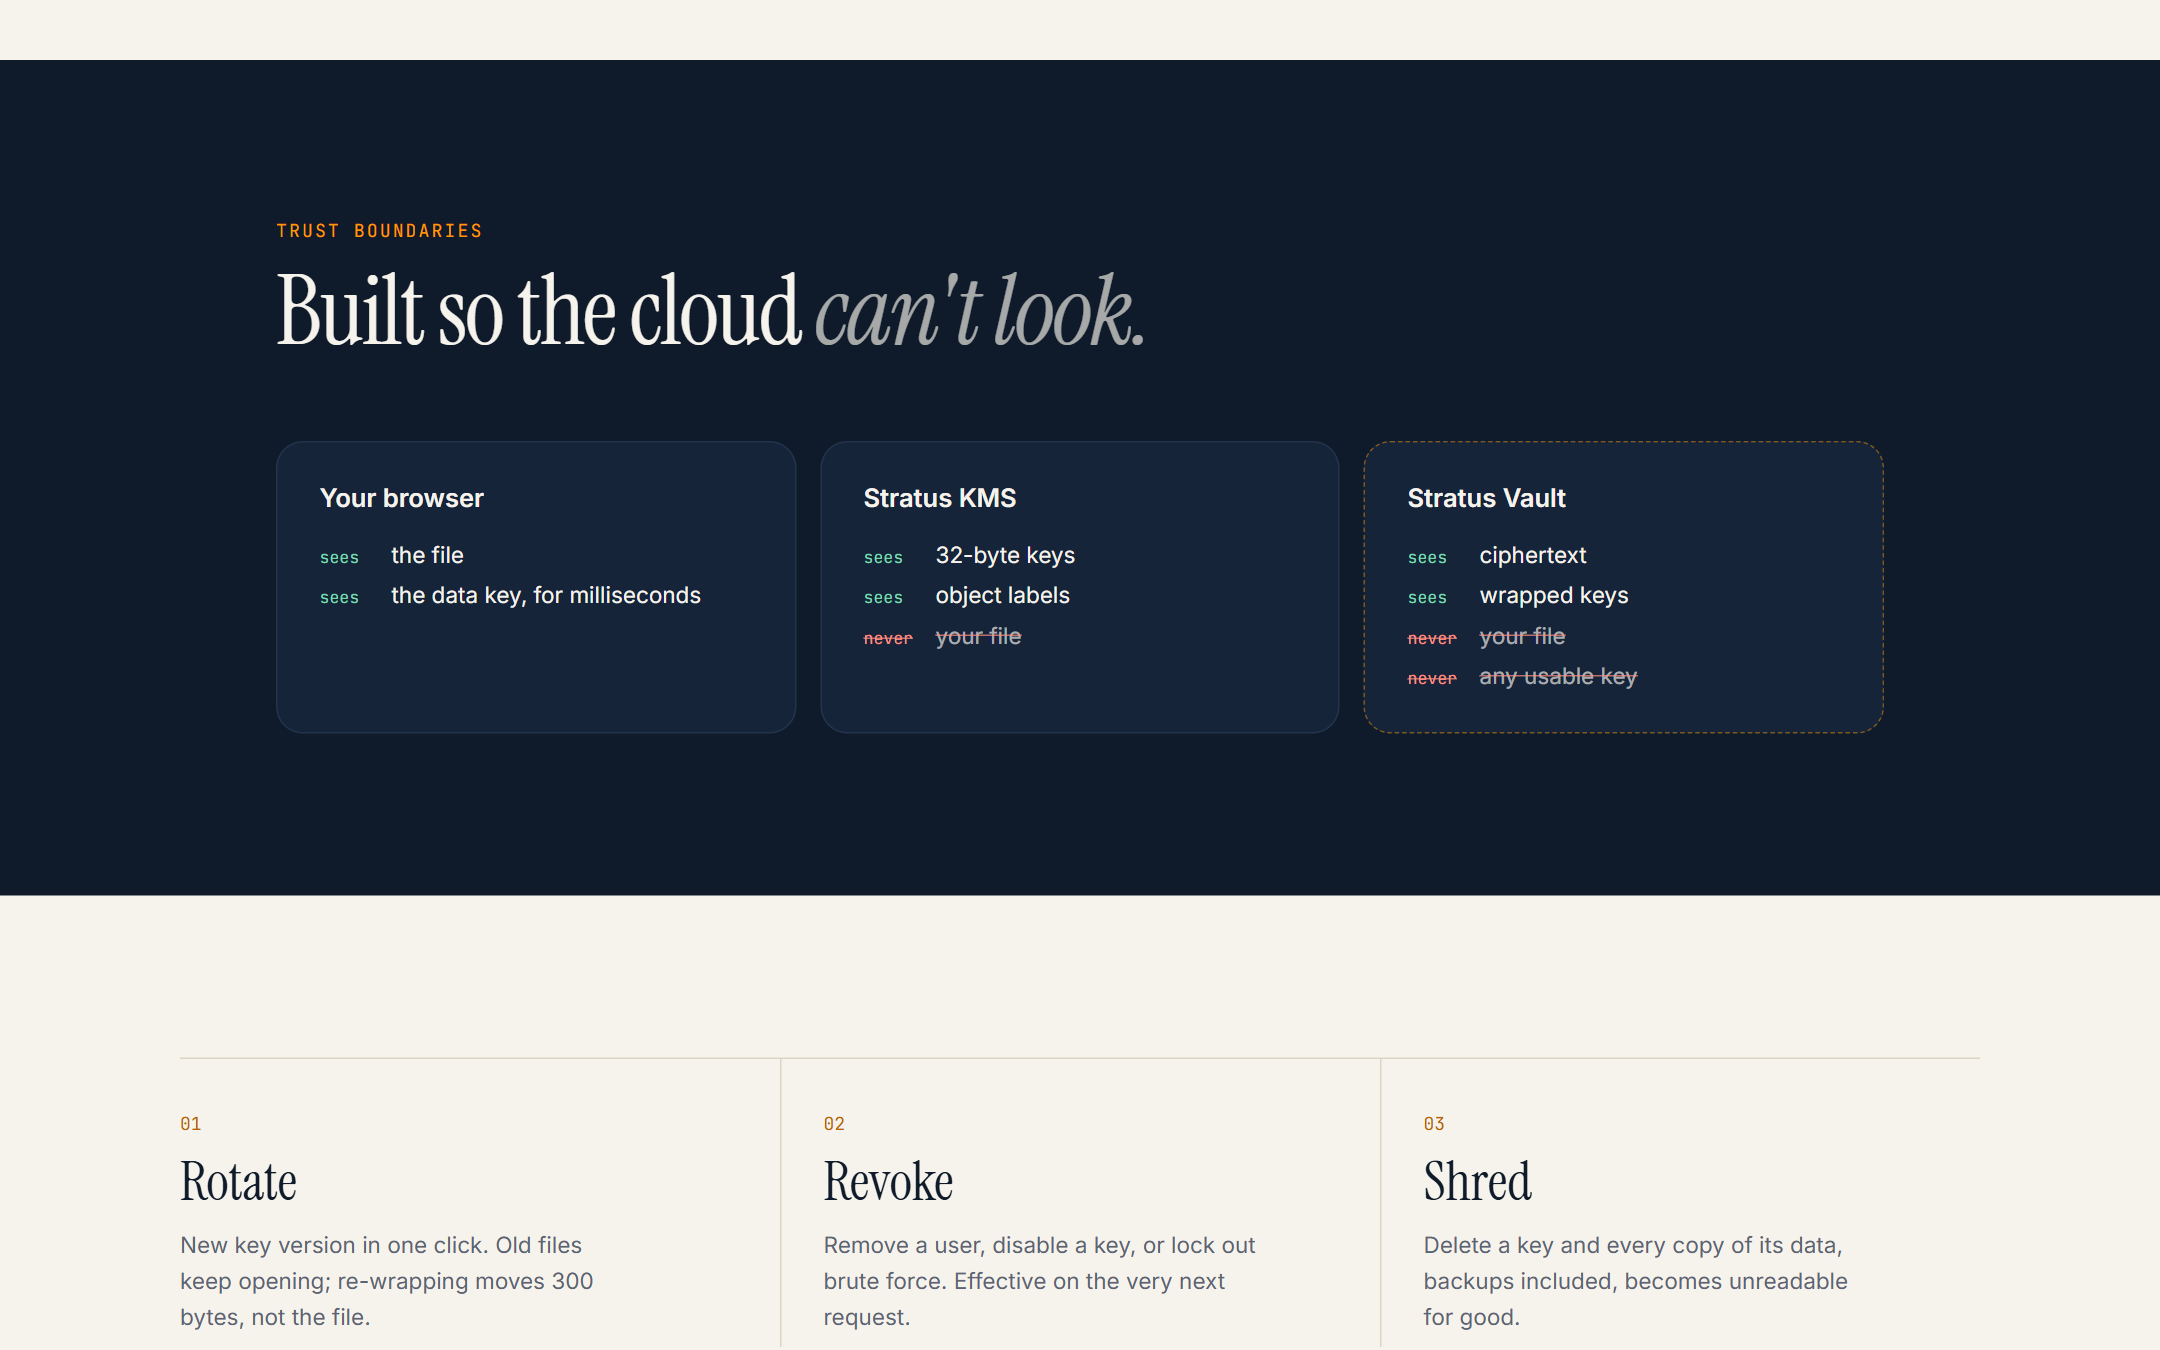 TRUST BOUNDARIES
Built so the cloud can't look.
Your browser
sees the file
sees the data key, for milliseconds
Stratus KMS
sees 32-byte keys
sees object labels
never your file
Stratus Vault
sees ciphertext
sees wrapped keys
never your file
never any usable key
01
Rotate
New key version in one click. Old files
keep opening; re-wrapping moves 300
bytes, not the file.
02
Revoke
Remove a user, disable a key, or lock out
brute force. Effective on the very next
request.
03
Shred
Delete a key and every copy of its data,
backups included, becomes unreadable
for good.